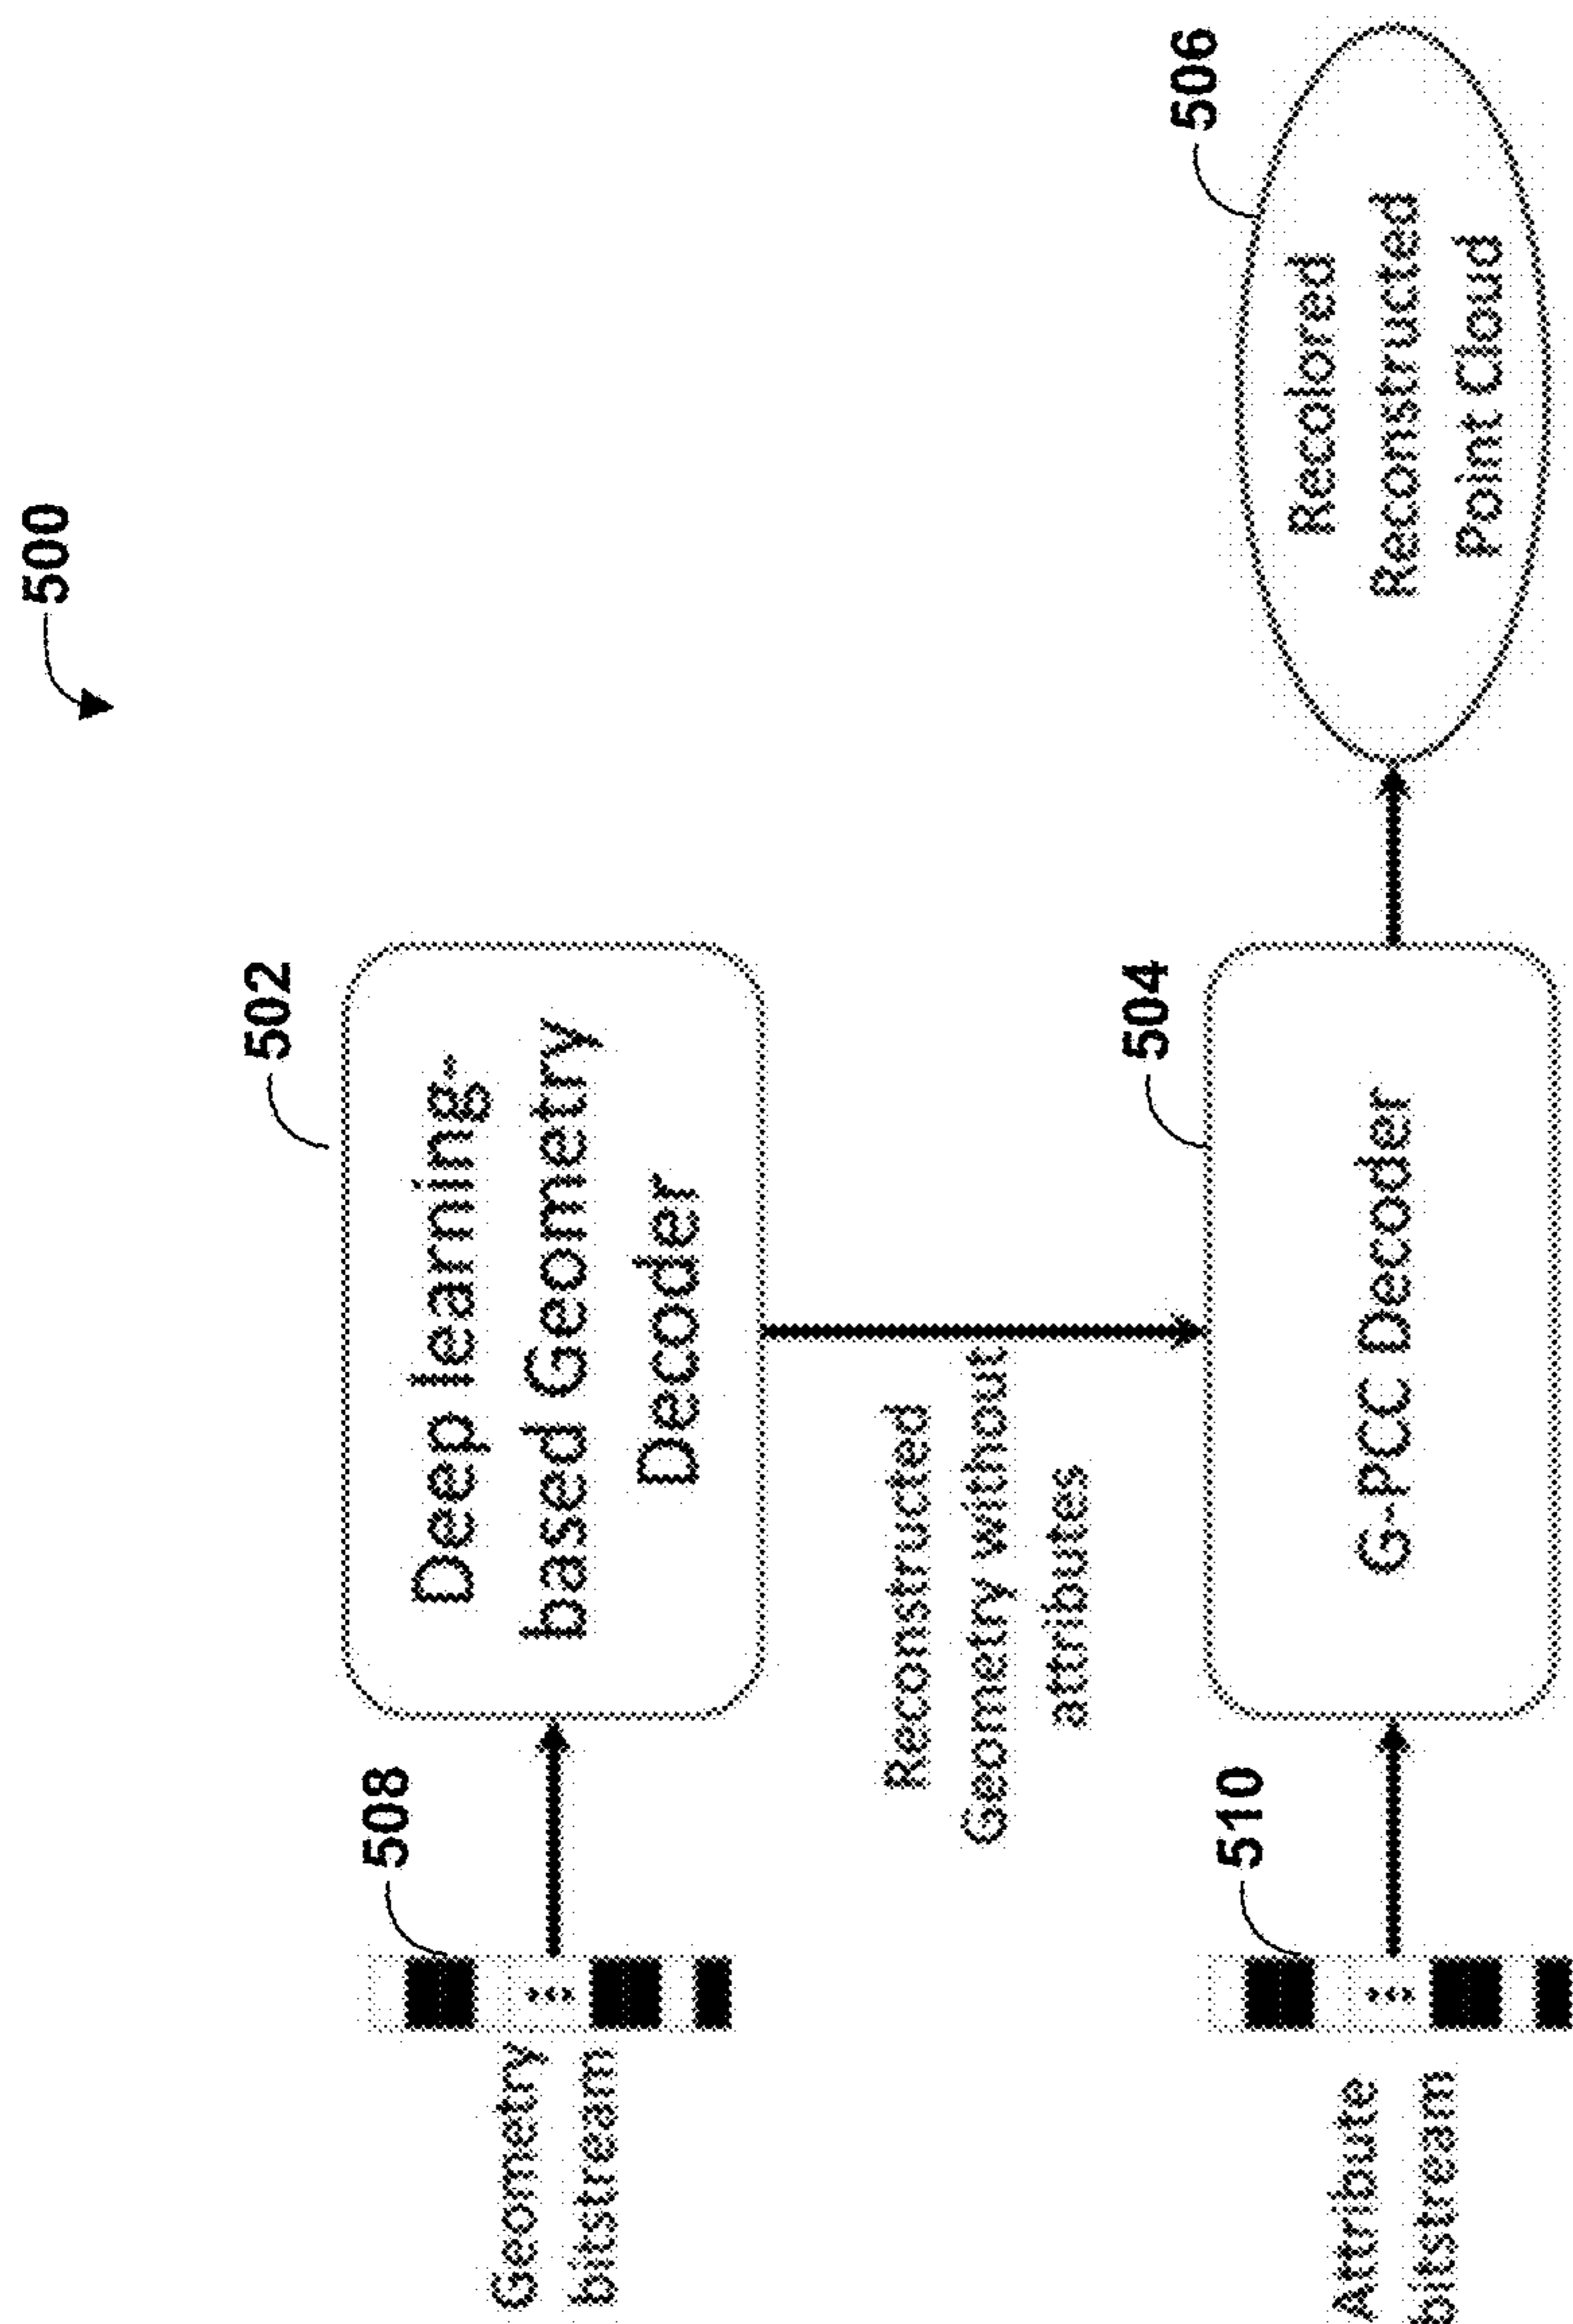 500
502
Deep learning-
based Geometry
Decoder
508
Geometry
bitstream
Reconstructed
Geometry without
attributes
504
G-PCC Decoder
510
Attribute
bitstream
506
Recolored
Reconstructed
Point Cloud